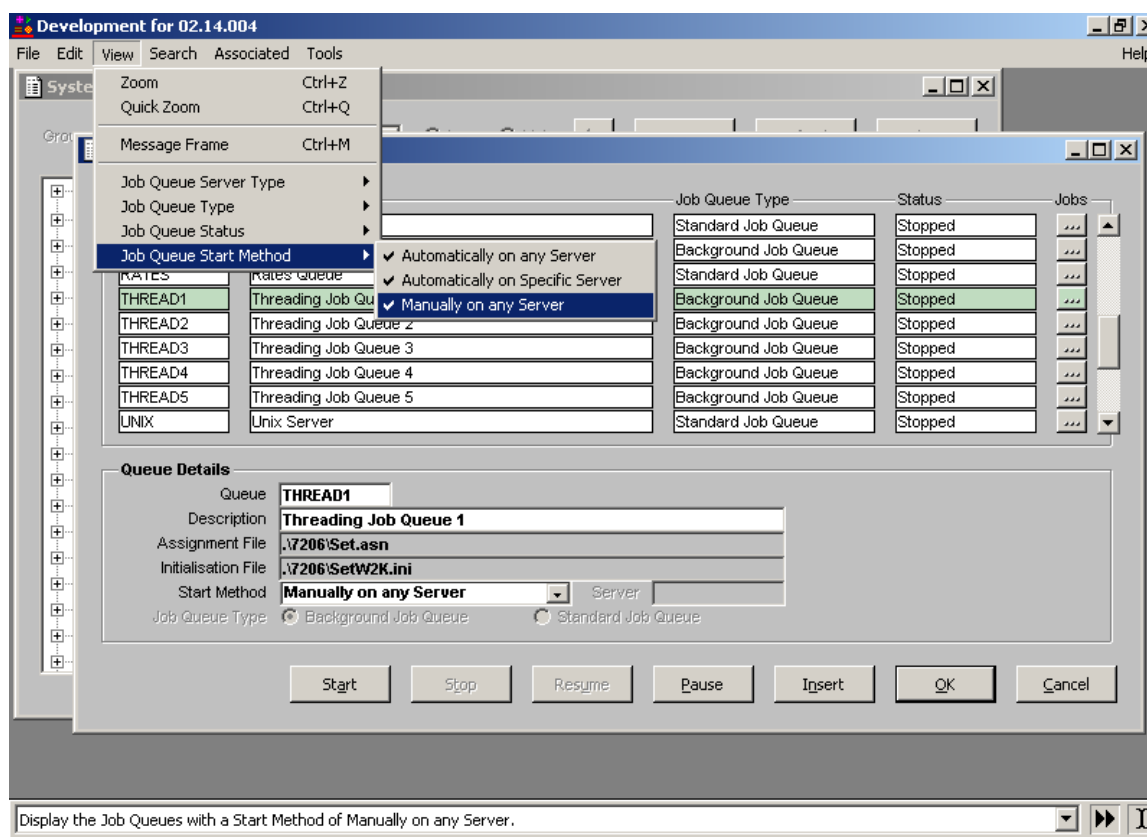 Development for 02.14.004
File Edit View Search Associated Tools Help
Syste
Zoom Ctrl+Z
Quick Zoom Ctrl+Q
Message Frame Ctrl+M
Job Queue Server Type
Job Queue Type
Job Queue Status
Job Queue Start Method
Automatically on any Server
Automatically on Specific Server
Manually on any Server
Job Queue Type Status Jobs
Standard Job Queue Stopped ...
Background Job Queue Stopped ...
RATES Rates Queue Standard Job Queue Stopped ...
THREAD1 Threading Job Qu Background Job Queue Stopped ...
THREAD2 Threading Job Queue 2 Background Job Queue Stopped ...
THREAD3 Threading Job Queue 3 Background Job Queue Stopped ...
THREAD4 Threading Job Queue 4 Background Job Queue Stopped ...
THREAD5 Threading Job Queue 5 Background Job Queue Stopped ...
UNIX Unix Server Standard Job Queue Stopped ...
Queue Details
Queue THREAD1
Description Threading Job Queue 1
Assignment File .\7206\Set.asn
Initialisation File .\7206\SetW2K.ini
Start Method Manually on any Server Server
Job Queue Type Background Job Queue Standard Job Queue
Start Stop Resume Pause Insert OK Cancel
Display the Job Queues with a Start Method of Manually on any Server.